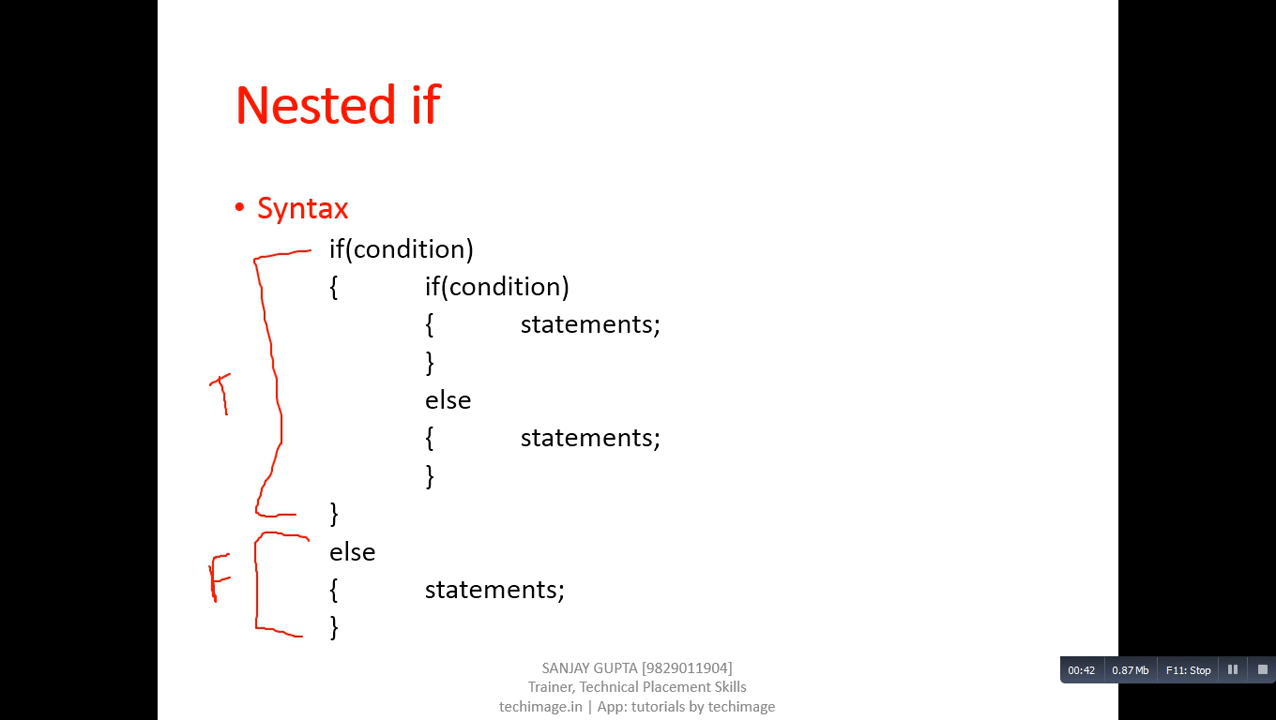 Nested if
• Syntax
if(condition)
{ if(condition)
{ statements;
}
else
{ statements;
}
}
T
else
F
{ statements;
}
SANJAY GUPTA [9829011904]
Trainer, Technical Placement Skills
techimage.in | App: tutorials by techimage
00:42 0.87 Mb F11: Stop